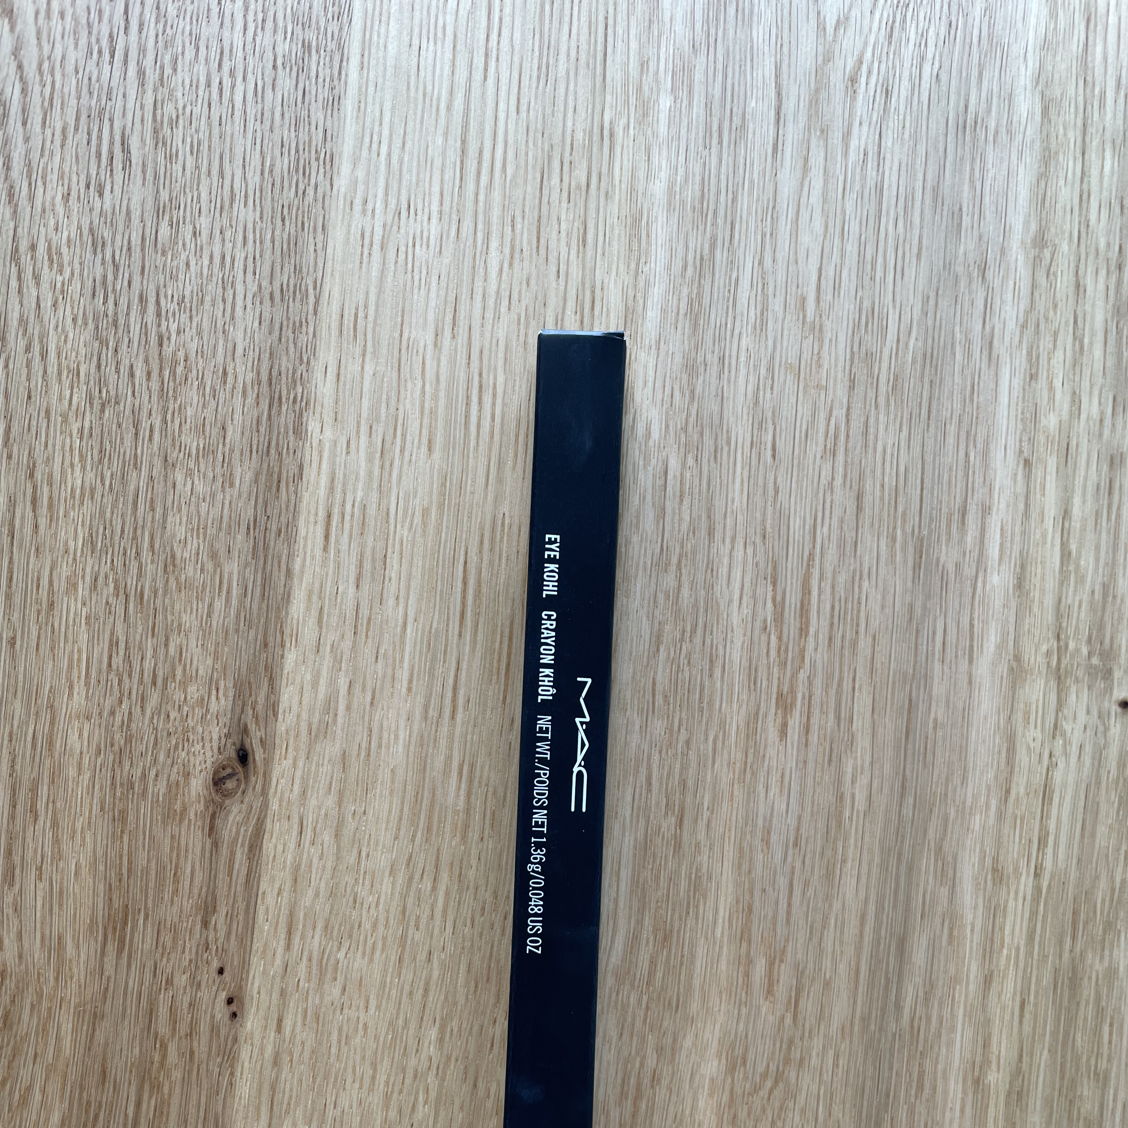 M·A·C
EYE KOHL CRAYON KHÔL NET WT./POIDS NET 1.36g/0.048 US OZ